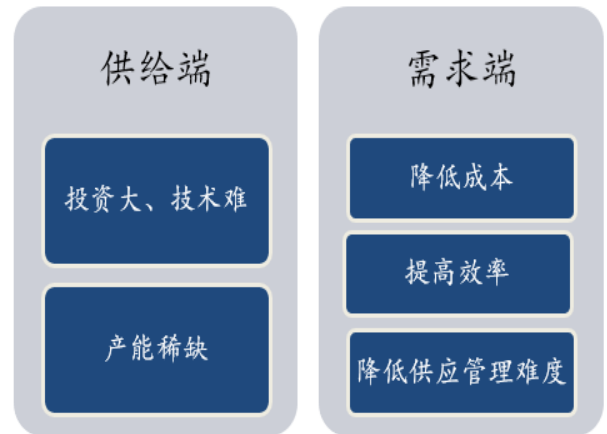 供给端
投资大、技术难
产能稀缺
需求端
降低成本
提高效率
降低供应管理难度